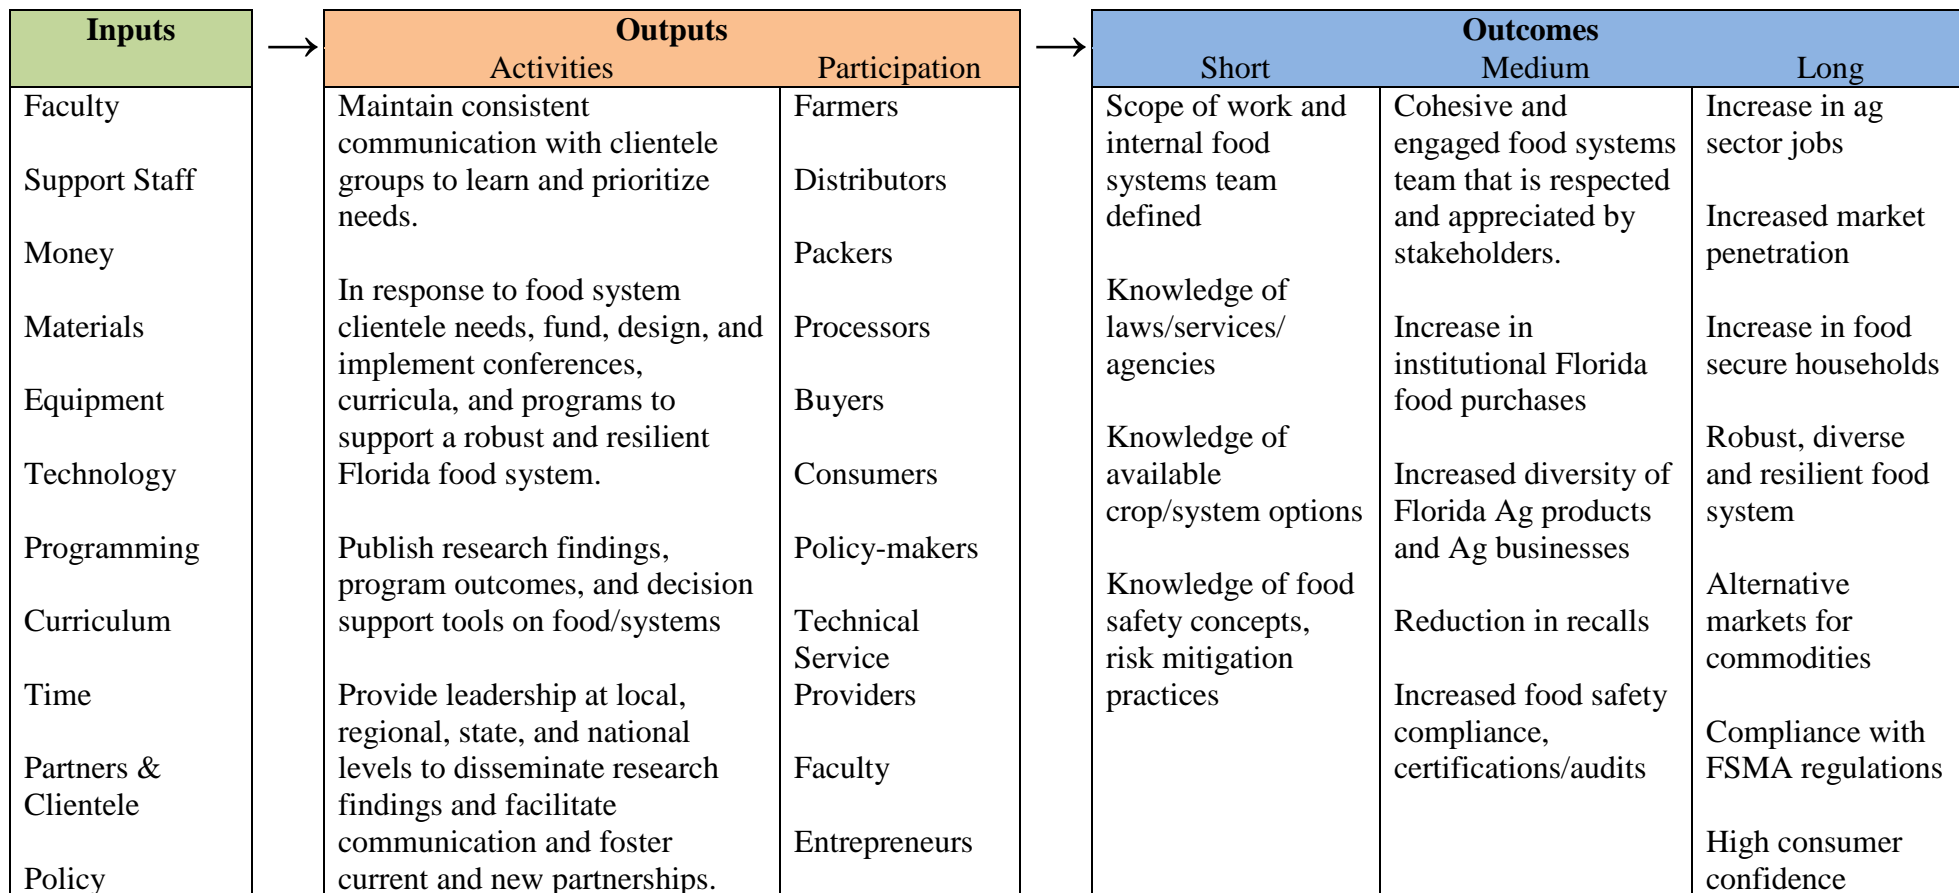 Inputs
→
Outputs
Activities
Participation
→
Outcomes
Short
Medium
Long
Faculty
Support Staff
Money
Materials
Equipment
Technology
Programming
Curriculum
Time
Partners &
Clientele
Policy
Maintain consistent
communication with clientele
groups to learn and prioritize
needs.
In response to food system
clientele needs, fund, design, and
implement conferences,
curricula, and programs to
support a robust and resilient
Florida food system.
Publish research findings,
program outcomes, and decision
support tools on food/systems
Provide leadership at local,
regional, state, and national
levels to disseminate research
findings and facilitate
communication and foster
current and new partnerships.
Farmers
Distributors
Packers
Processors
Buyers
Consumers
Policy-makers
Technical
Service
Providers
Faculty
Entrepreneurs
Scope of work and
internal food
systems team
defined
Knowledge of
laws/services/
agencies
Knowledge of
available
crop/system options
Knowledge of food
safety concepts,
risk mitigation
practices
Cohesive and
engaged food systems
team that is respected
and appreciated by
stakeholders.
Increase in
institutional Florida
food purchases
Increased diversity of
Florida Ag products
and Ag businesses
Reduction in recalls
Increased food safety
compliance,
certifications/audits
Increase in ag
sector jobs
Increased market
penetration
Increase in food
secure households
Robust, diverse
and resilient food
system
Alternative
markets for
commodities
Compliance with
FSMA regulations
High consumer
confidence